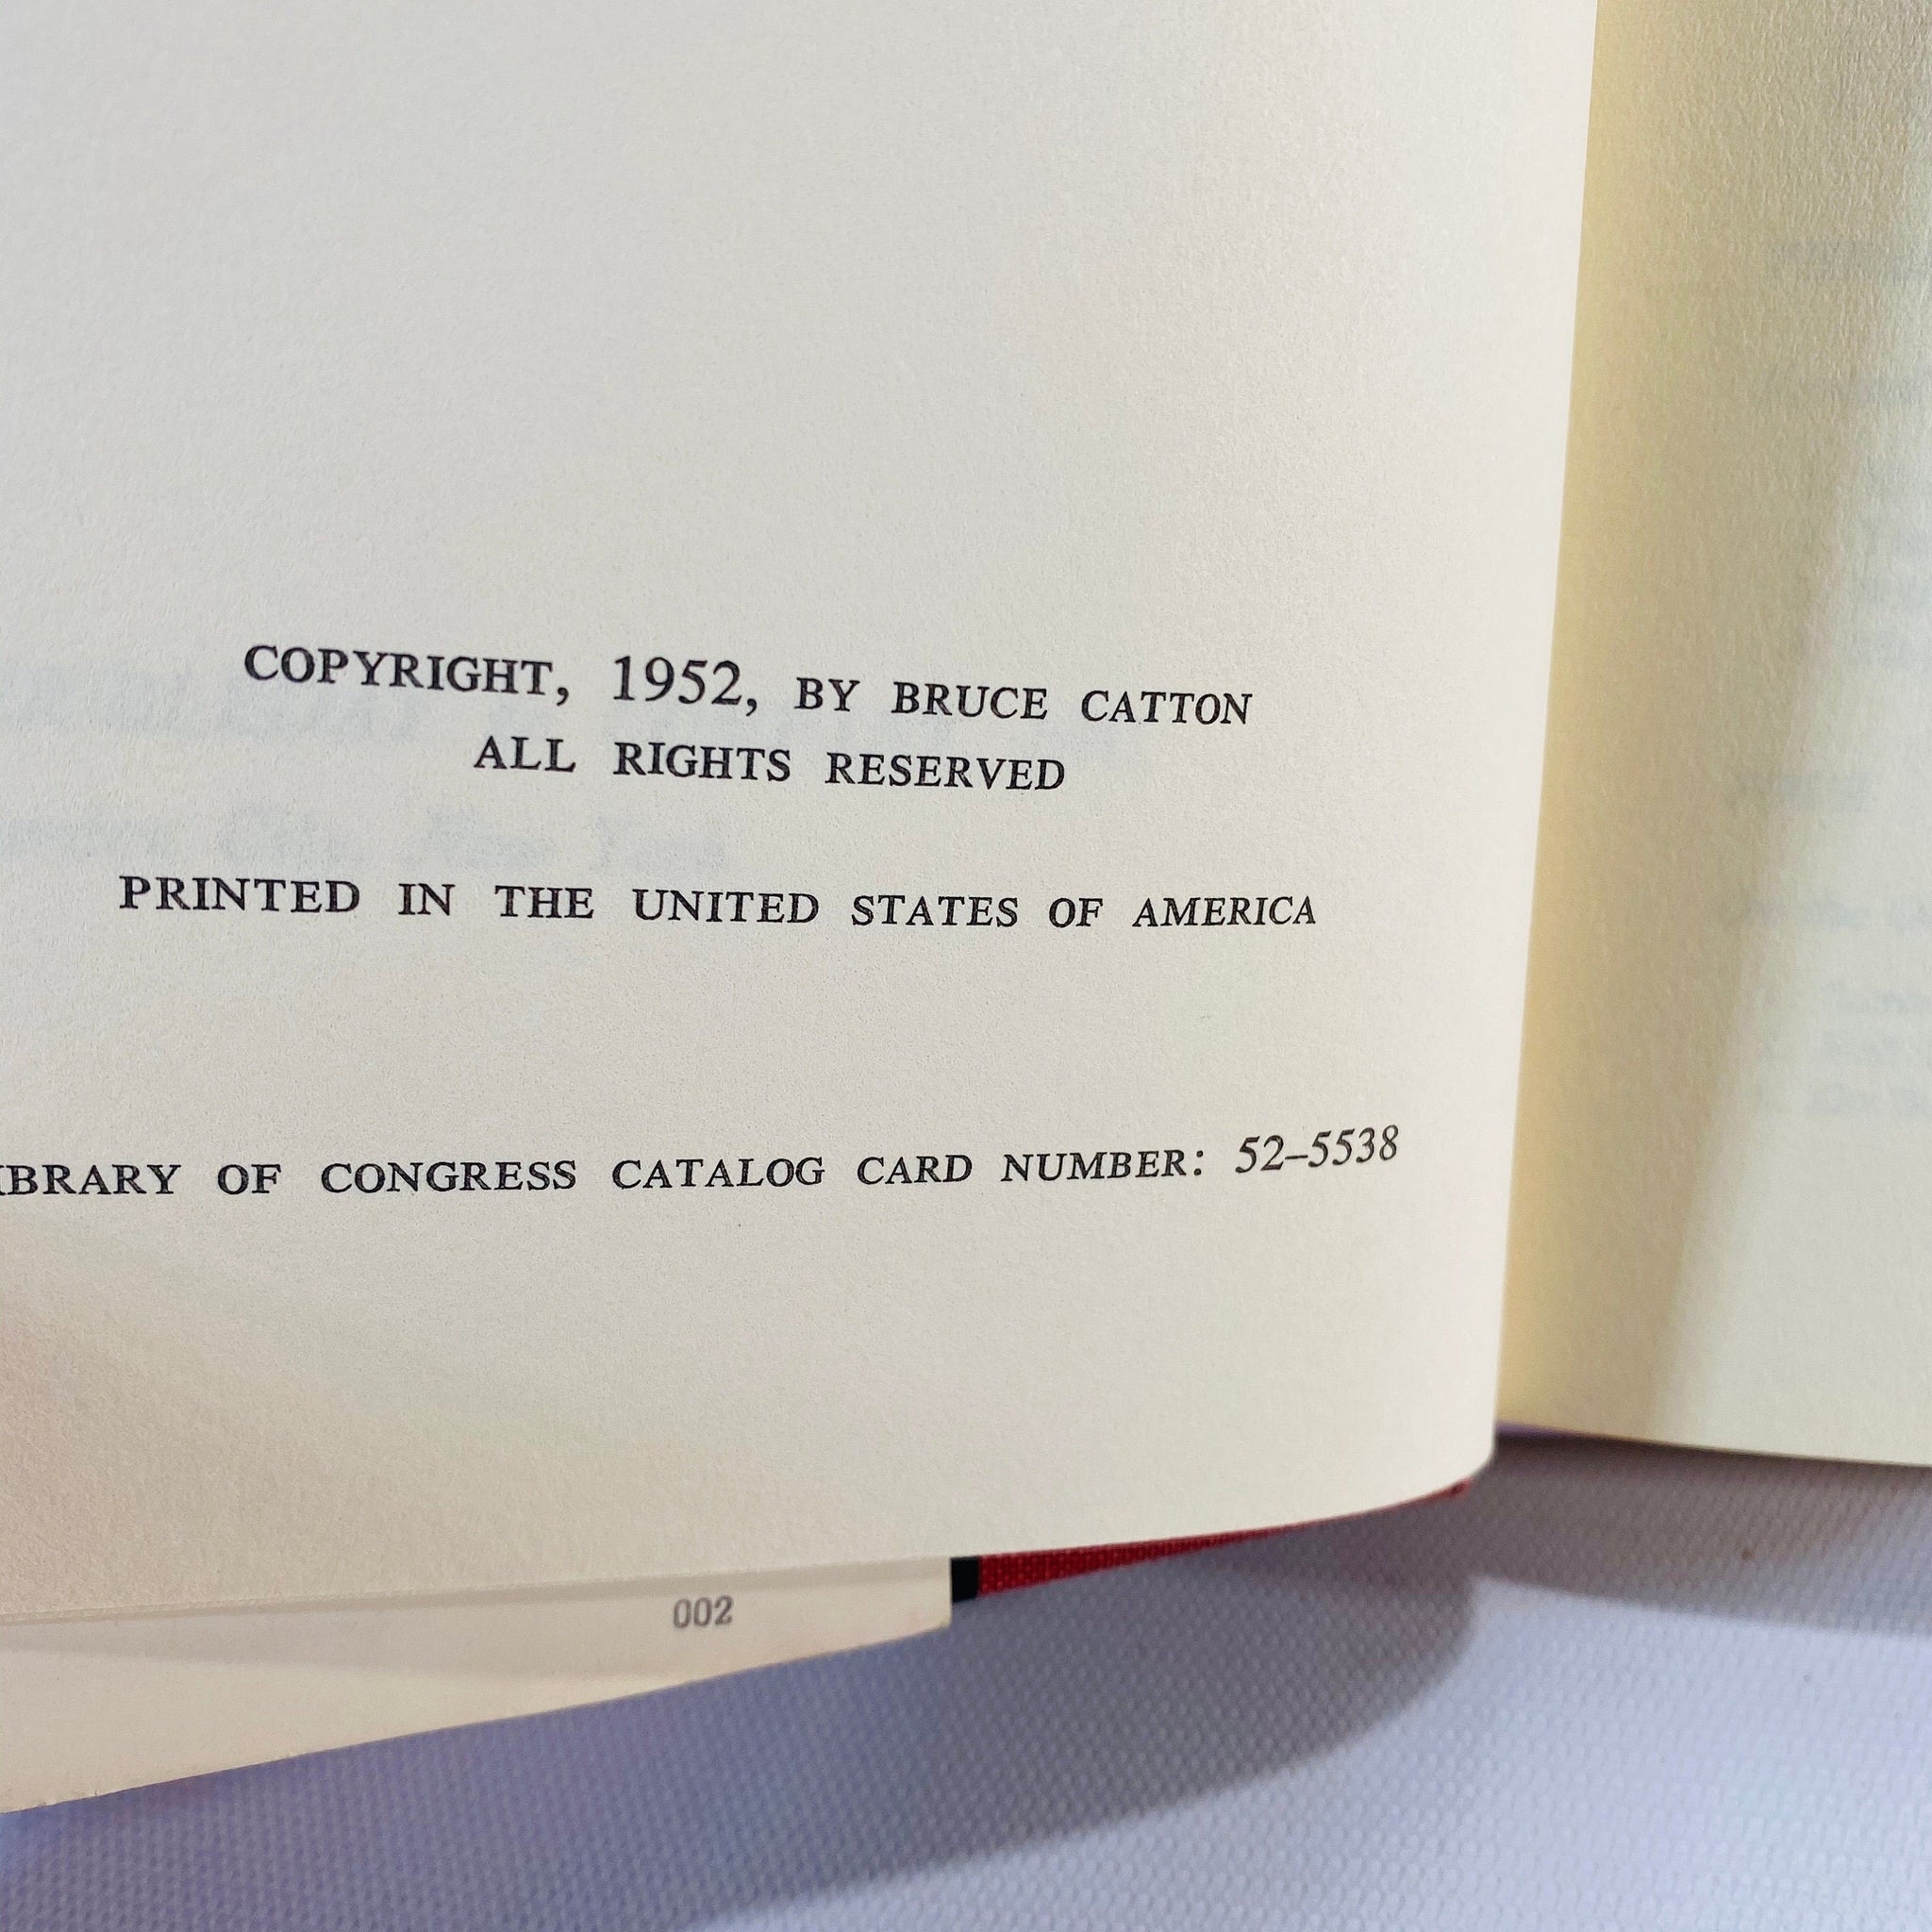 COPYRIGHT, 1952, BY BRUCE CATTON
ALL RIGHTS RESERVED
PRINTED IN THE UNITED STATES OF AMERICA
IBRARY OF CONGRESS CATALOG CARD NUMBER: 52–5538
002